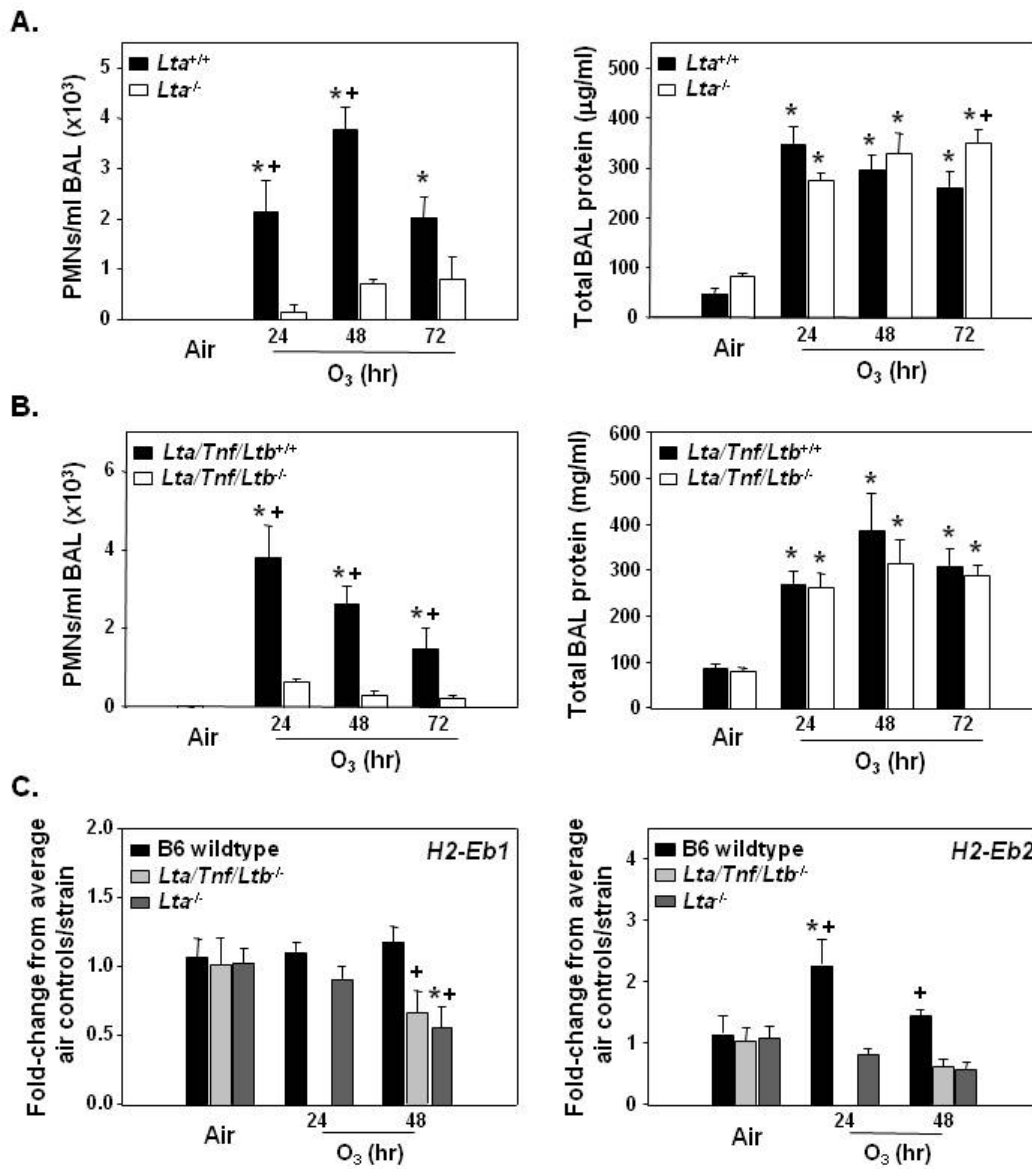 A.
PMNs/ml BAL (x10³)
5
4
3
2
1
0
Lta+/+
Lta-/-
*+
*+
*
Air
24
48
72
O₃ (hr)
Total BAL protein (µg/ml)
500
400
300
200
100
0
Lta+/+
Lta-/-
*
*
*
*
*
*+
Air
24
48
72
O₃ (hr)
B.
PMNs/ml BAL (x10³)
6
4
2
0
Lta/Tnf/Ltb+/+
Lta/Tnf/Ltb-/-
*+
*+
*+
Air
24
48
72
O₃ (hr)
Total BAL protein (mg/ml)
600
500
400
300
200
100
0
Lta/Tnf/Ltb+/+
Lta/Tnf/Ltb-/-
*
*
*
*
*
*
Air
24
48
72
O₃ (hr)
C.
Fold-change from average
air controls/strain
2.0
1.5
1.0
0.5
0.0
B6 wildtype
Lta/Tnf/Ltb-/-
Lta-/-
H2-Eb1
+
*+
Air
24
48
O₃ (hr)
Fold-change from average
air controls/strain
4
3
2
1
0
B6 wildtype
Lta/Tnf/Ltb-/-
Lta-/-
H2-Eb2
*+
+
Air
24
48
O₃ (hr)